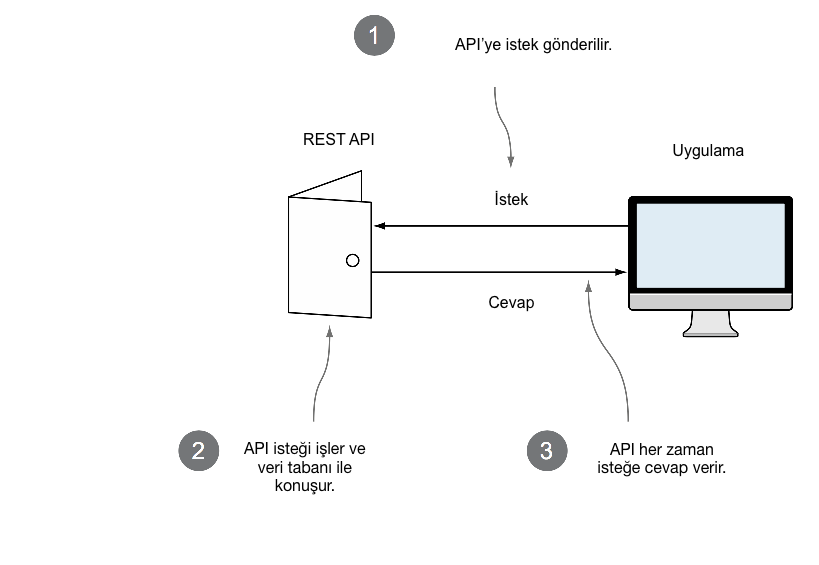 1
API'ye istek gönderilir.
REST API
Uygulama
İstek
Cevap
2
API isteği işler ve
veri tabanı ile
konuşur.
3
API her zaman
isteğe cevap verir.